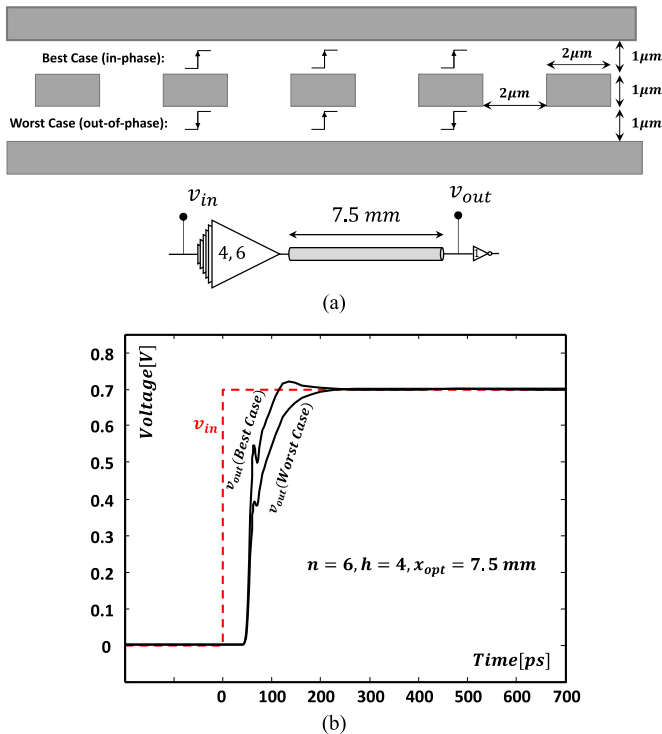 Best Case (in-phase):
2μm
1μm
1μm
2μm
Worst Case (out-of-phase):
1μm
v_in
v_out
7.5 mm
4, 6
1
(a)
Voltage[V]
0.8
0.7
0.6
0.5
0.4
0.3
0.2
0.1
0
v_in
v_out(Best Case)
v_out(Worst Case)
n = 6, h = 4, x_opt = 7.5 mm
Time[ps]
0 100 200 300 400 500 600 700
(b)